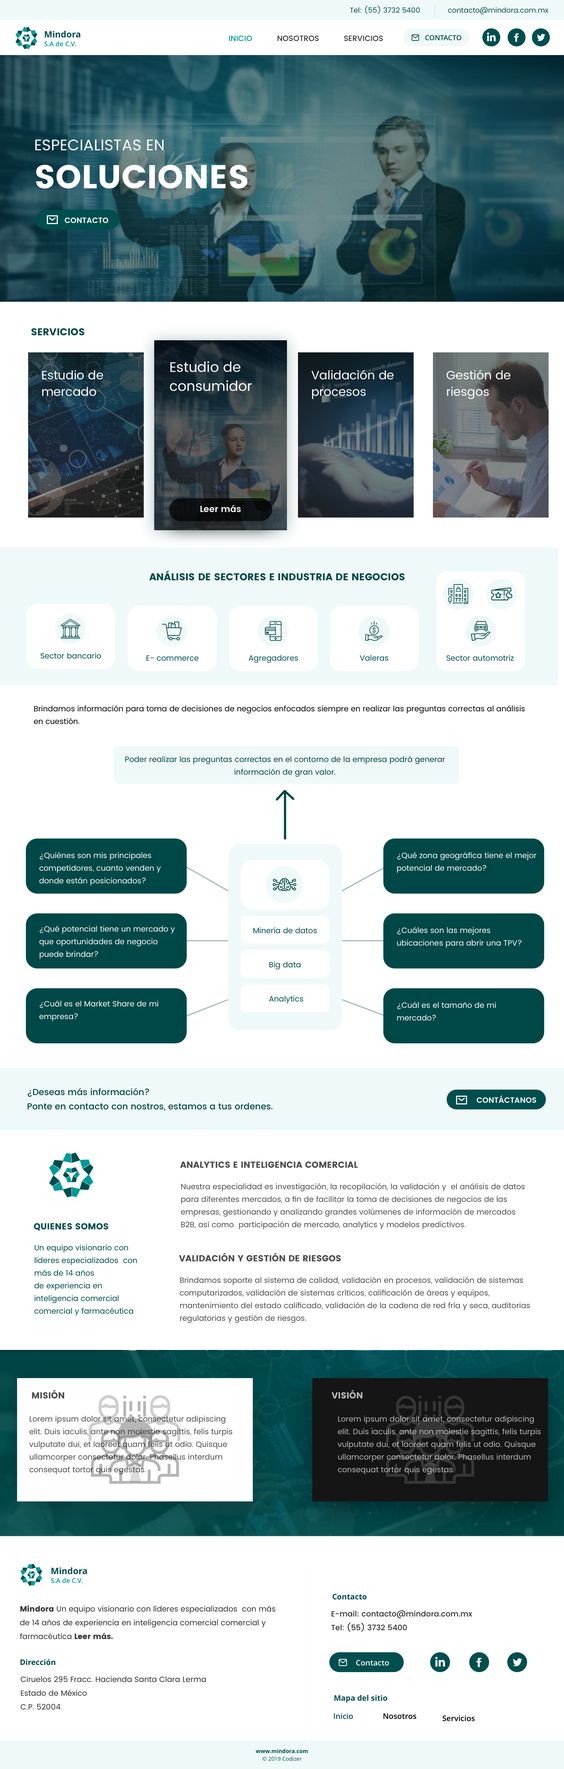 Tel: (55) 3732 5400
contacto@mindora.com.mx
Mindora
S.A de C.V.
INICIO
NOSOTROS
SERVICIOS
CONTACTO
ESPECIALISTAS EN
SOLUCIONES
CONTACTO
SERVICIOS
Estudio de
mercado
Estudio de
consumidor
Leer más
Validación de
procesos
Gestión de
riesgos
ANÁLISIS DE SECTORES E INDUSTRIA DE NEGOCIOS
Sector bancario
E- commerce
Agregadores
Valeras
Sector automotriz
Brindamos información para toma de decisiones de negocios enfocados siempre en realizar las preguntas correctas al análisis
en cuestión.
Poder realizar las preguntas correctas en el contorno de la empresa podrá generar
información de gran valor.
¿Quiénes son mis principales
competidores, cuanto venden y
donde están posicionados?
¿Qué potencial tiene un mercado y
que oportunidades de negocio
puede brindar?
¿Cuál es el Market Share de mi
empresa?
Minería de datos
Big data
Analytics
¿Qué zona geográfica tiene el mejor
potencial de mercado?
¿Cuáles son las mejores
ubicaciones para abrir una TPV?
¿Cuál es el tamaño de mi
mercado?
¿Deseas más información?
Ponte en contacto con nostros, estamos a tus ordenes.
CONTÁCTANOS
QUIENES SOMOS
Un equipo visionario con
líderes especializados con
más de 14 años
de experiencia en
inteligencia comercial
comercial y farmacéutica
ANALYTICS E INTELIGENCIA COMERCIAL
Nuestra especialidad es investigación, la recopilación, la validación y el análisis de datos
para diferentes mercados, a fin de facilitar la toma de decisiones de negocios de las
empresas, gestionando y analizando grandes volúmenes de información de mercados
B2B, asi como participación de mercado, analytics y modelos predictivos.
VALIDACIÓN Y GESTIÓN DE RIESGOS
Brindamos soporte al sistema de calidad, validación en procesos, validación de sistemas
computarizados, validación de sistemas críticos, calificación de áreas y equipos,
mantenimiento del estado calificado, validación de la cadena de red fría y seca, auditorias
regulatorias y gestión de riesgos.
MISIÓN
Lorem ipsum dolor sit amet, consectetur adipiscing
elit. Duis iaculis, ante non molestie sagittis, felis turpis
vulputate dui, et laoreet quam felis ut odio. Quisque
ullamcorper consectetur dolor. Phasellus interdum
consequat tortor quis egestas.
VISIÓN
Lorem ipsum dolor sit amet, consectetur adipiscing
elit. Duis iaculis, ante non molestie sagittis, felis turpis
vulputate dui, et laoreet quam felis ut odio. Quisque
ullamcorper consectetur dolor. Phasellus interdum
consequat tortor quis egestas.
Mindora
S.A de C.V.
Mindora Un equipo visionario con líderes especializados con más
de 14 años de experiencia en inteligencia comercial comercial y
farmacéutica Leer más.
Dirección
Ciruelos 295 Fracc. Hacienda Santa Clara Lerma
Estado de México
C.P. 52004
Contacto
E-mail: contacto@mindora.com.mx
Tel: (55) 3732 5400
Contacto
Mapa del sitio
Inicio
Nosotros
Servicios
www.mindora.com
© 2019 Codizer